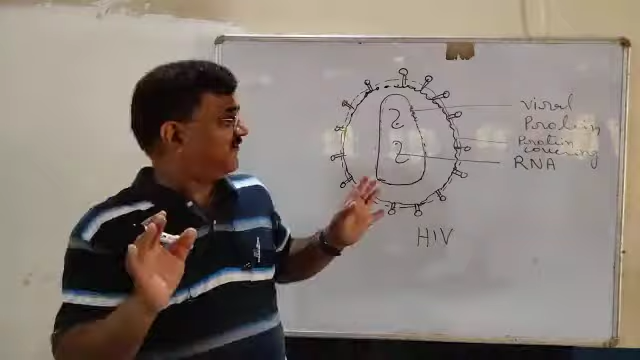 Viral
Protein
Protein
covering
RNA
HIV